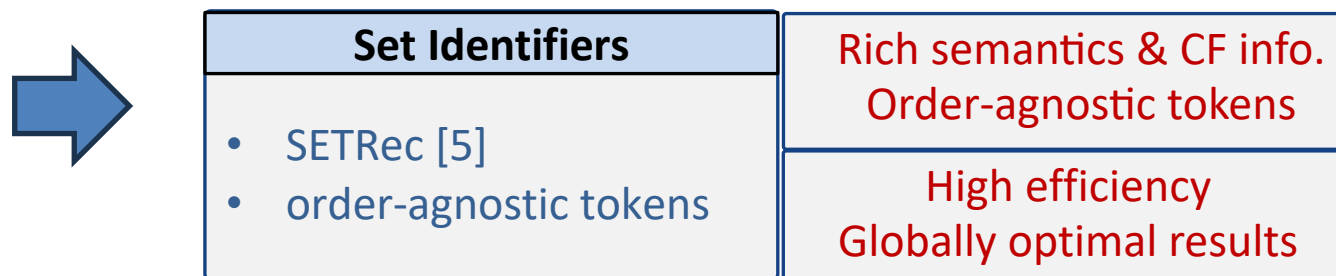 Set Identifiers
• SETRec [5]
• order-agnostic tokens
Rich semantics & CF info.
Order-agnostic tokens
High efficiency
Globally optimal results